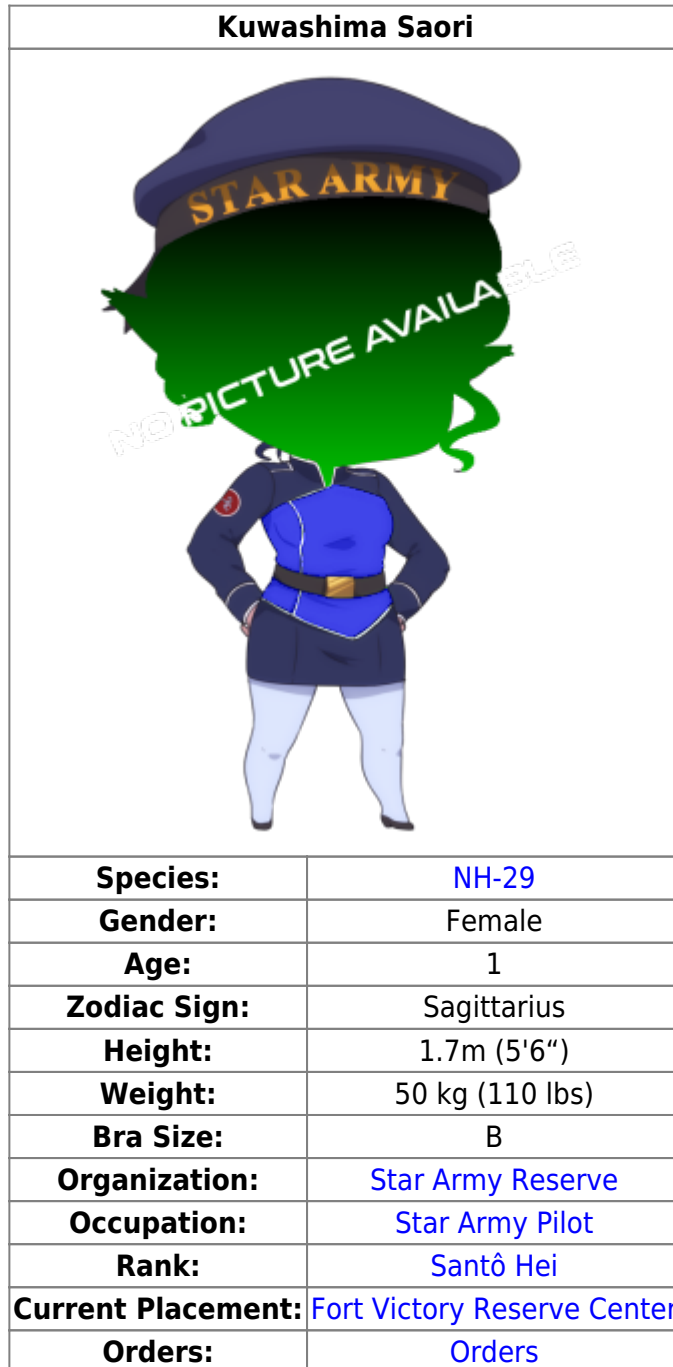 Kuwashima Saori
STAR ARMY
NO PICTURE AVAILABLE
Species: NH-29
Gender: Female
Age: 1
Zodiac Sign: Sagittarius
Height: 1.7m (5'6“)
Weight: 50 kg (110 lbs)
Bra Size: B
Organization: Star Army Reserve
Occupation: Star Army Pilot
Rank: Santô Hei
Current Placement: Fort Victory Reserve Center
Orders: Orders